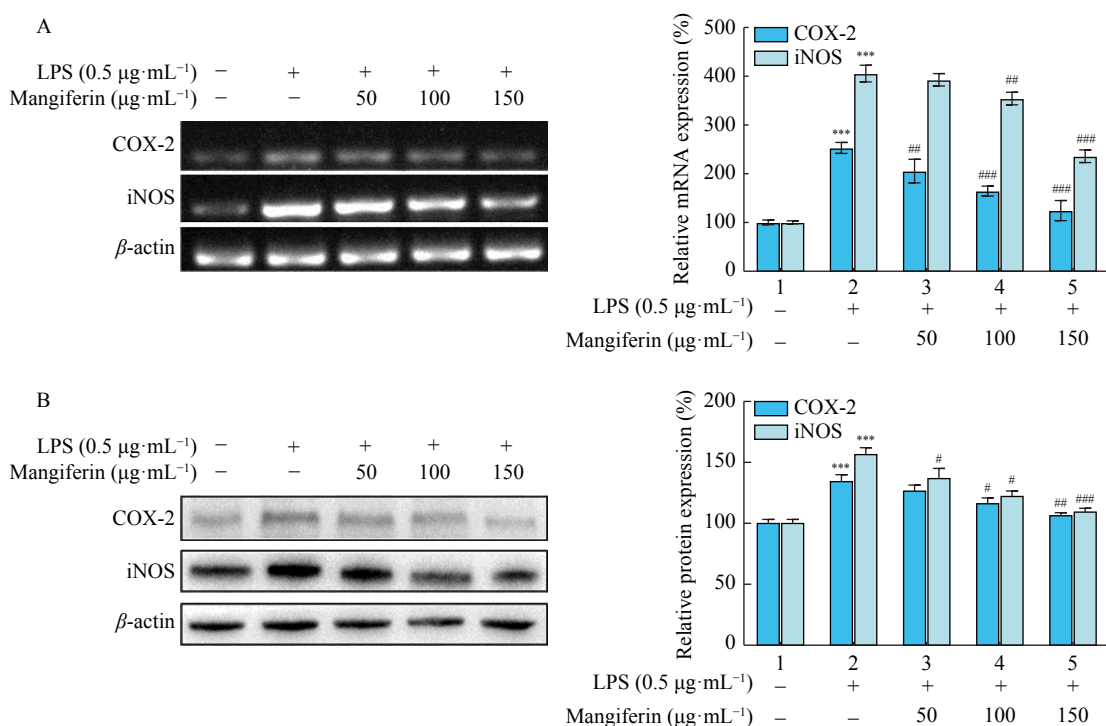 A
LPS (0.5 μg·mL⁻¹) – + + + +
Mangiferin (μg·mL⁻¹) – – 50 100 150
COX-2
iNOS
β-actin
Relative mRNA expression (%)
500
400
300
200
100
0
COX-2
iNOS
***
***
##
##
###
###
###
1 2 3 4 5
LPS (0.5 μg·mL⁻¹) – + + + +
Mangiferin (μg·mL⁻¹) – – 50 100 150
B
LPS (0.5 μg·mL⁻¹) – + + + +
Mangiferin (μg·mL⁻¹) – – 50 100 150
COX-2
iNOS
β-actin
Relative protein expression (%)
200
150
100
50
0
COX-2
iNOS
***
***
#
#
#
##
###
1 2 3 4 5
LPS (0.5 μg·mL⁻¹) – + + + +
Mangiferin (μg·mL⁻¹) – – 50 100 150